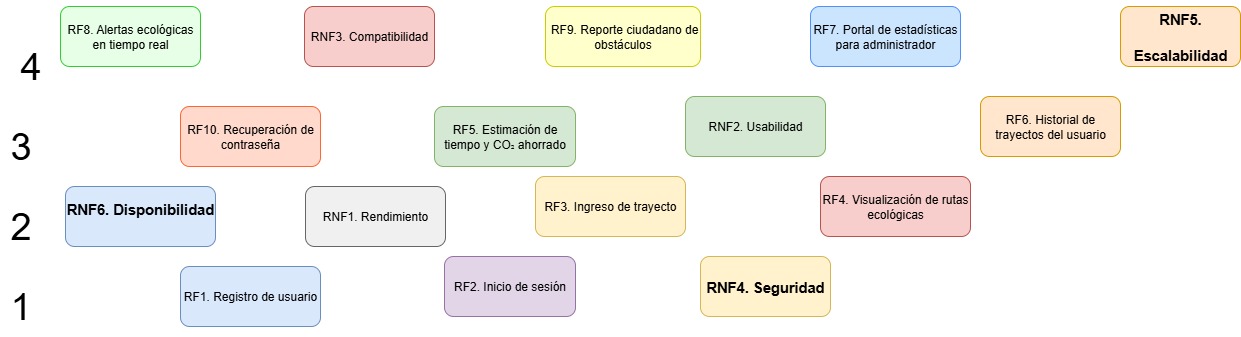 RF8. Alertas ecológicas
en tiempo real
RNF3. Compatibilidad
RF9. Reporte ciudadano de
obstáculos
RF7. Portal de estadísticas
para administrador
RNF5.
Escalabilidad
4
RF10. Recuperación de
contraseña
RF5. Estimación de
tiempo y CO₂ ahorrado
RNF2. Usabilidad
RF6. Historial de
trayectos del usuario
3
RNF6. Disponibilidad
RNF1. Rendimiento
RF3. Ingreso de trayecto
RF4. Visualización de rutas
ecológicas
2
RF1. Registro de usuario
RF2. Inicio de sesión
RNF4. Seguridad
1